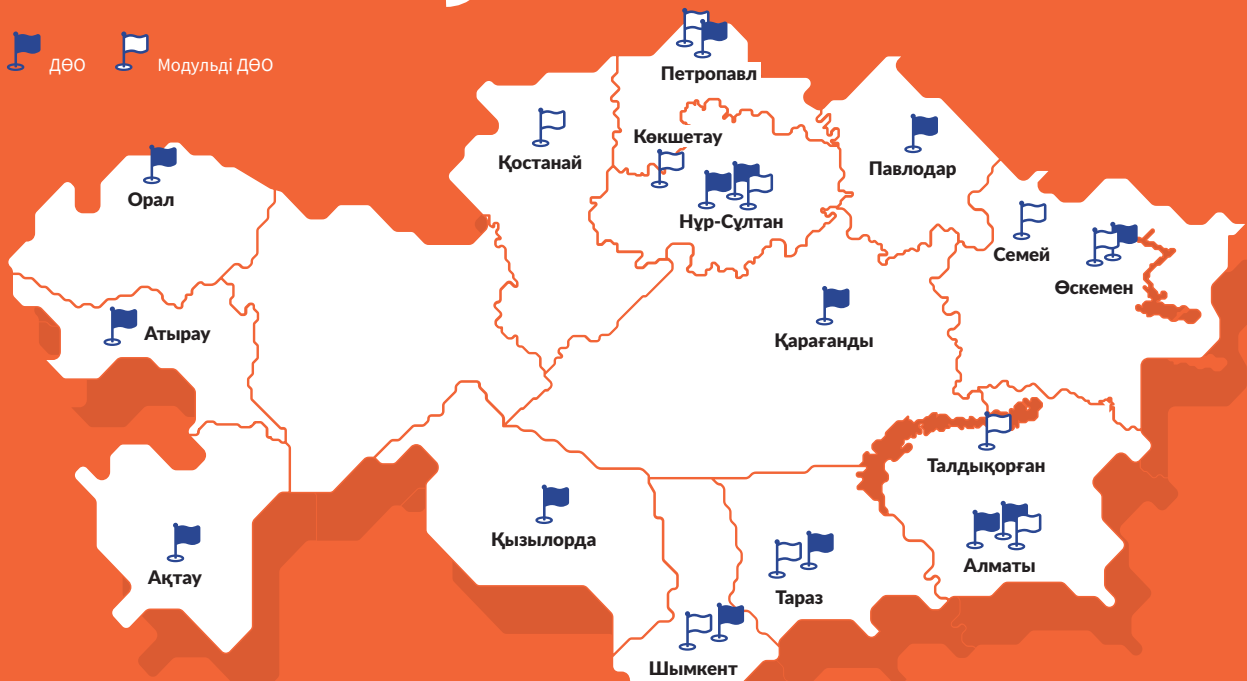 ДӨО
Модульді ДӨО
Петропавл
Көкшетау
Қостанай
Павлодар
Орал
Нұр-Сұлтан
Семей
Өскемен
Атырау
Қарағанды
Талдықорған
Қызылорда
Алматы
Ақтау
Тараз
Шымкент